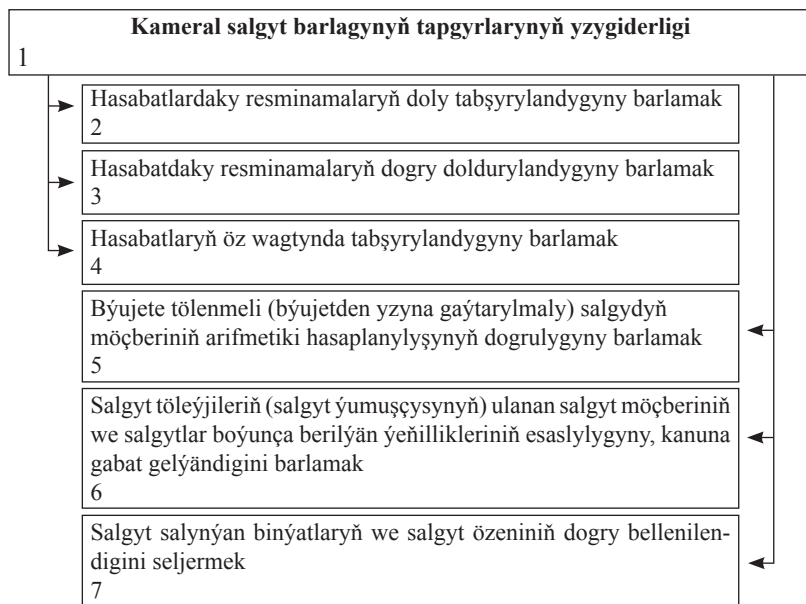 Kameral salgyt barlagynyň tapgyrlarynyň yzygiderligi
1
Hasabatlardaky resminamalaryň doly tabşyrylandygyny barlamak
2
Hasabatdaky resminamalaryň dogry doldurylandygyny barlamak
3
Hasabatlaryň öz wagtynda tabşyrylandygyny barlamak
4
Býujete tölenmeli (býujetden yzyna gaýtarylmaly) salgydyň
möçberiniň arifmetiki hasaplanylyşynyň dogrulygyny barlamak
5
Salgyt töleýjileriň (salgyt ýumuşçysynyň) ulanan salgyt möçberiniň
we salgytlar boýunça berilýän ýeňillikleriniň esaslylygyny, kanuna
gabat gelýändigini barlamak
6
Salgyt salynýan binýatlaryň we salgyt özeniniň dogry bellenilen-
digini seljermek
7